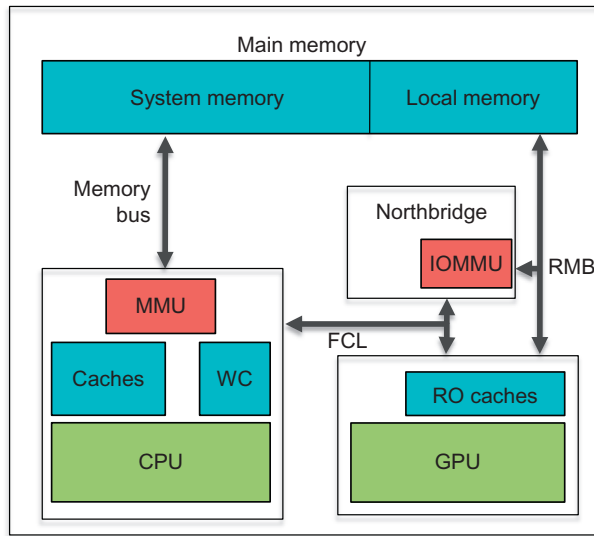 Main memory
System memory
Local memory
Memory
bus
Northbridge
IOMMU
RMB
MMU
FCL
Caches
WC
RO caches
CPU
GPU